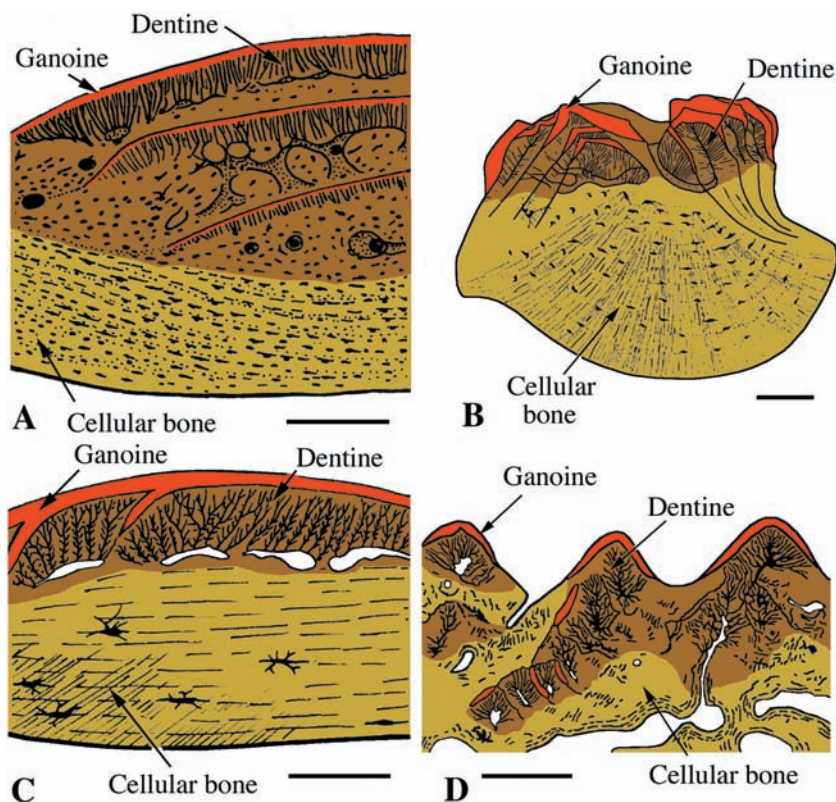 Dentine
Ganoine
Cellular bone
A
Ganoine
Dentine
Cellular
bone
B
Ganoine
Dentine
Cellular bone
C
Ganoine
Dentine
Cellular bone
D